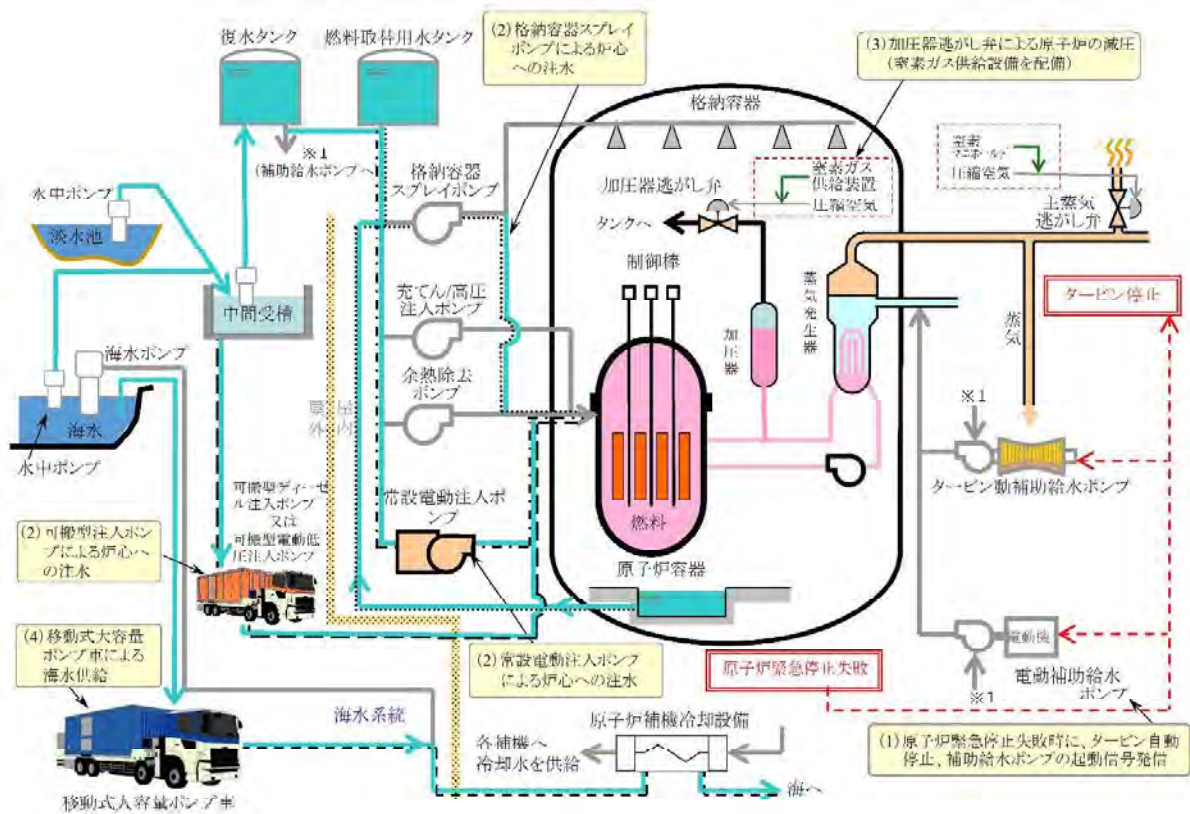 復水タンク
燃料取替用水タンク
(2)格納容器スプレイ
ポンプによる炉心
への注水
(3)加圧器逃がし弁による原子炉の減圧
(窒素ガス供給設備を配備)
格納容器
※1
(補助給水ポンプへ
格納容器
スプレイポンプ
水中ポンプ
淡水池
加圧器逃がし弁
窒素ガス
供給装置
圧縮空気
タンクへ
窒素
マニホールド
圧縮空気
主蒸気
逃がし弁
制御棒
中間受槽
充てん/高圧
注入ポンプ
加圧器
蒸気発生器
タービン停止
蒸気
海水ポンプ
余熱除去
ポンプ
屋外
屋内
海水
水中ポンプ
※1
タービン動補助給水ポンプ
可搬型ディーゼ
ル注入ポンプ
又は
可搬型電動低
圧注入ポンプ
常設電動注入ポ
ンプ
燃料
原子炉容器
(2)可搬型注入ポン
プによる炉心へ
の注水
(4)移動式大容量
ポンプ車による
海水供給
(2)常設電動注入ポンプ
による炉心への注水
原子炉緊急停止失敗
電動機
※1
電動補助給水
ポンプ
海水系統
原子炉補機冷却設備
各補機へ
冷却水を供給
海へ
(1)原子炉緊急停止失敗時に、タービン自動
停止、補助給水ポンプの起動信号発信
移動式大容量ポンプ車